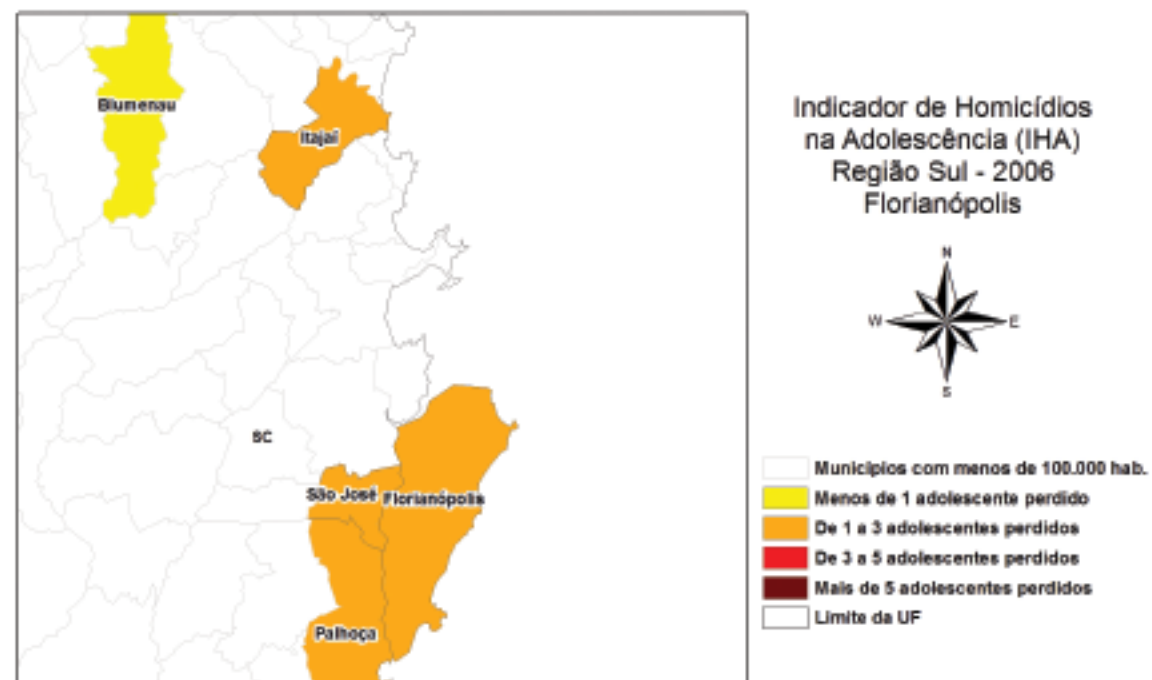 Blumenau
Itajaí
SC
São José
Florianópolis
Palhoça
Indicador de Homicídios
na Adolescência (IHA)
Região Sul - 2006
Florianópolis
N
W
E
S
Municípios com menos de 100.000 hab.
Menos de 1 adolescente perdido
De 1 a 3 adolescentes perdidos
De 3 a 5 adolescentes perdidos
Mais de 5 adolescentes perdidos
Limite da UF